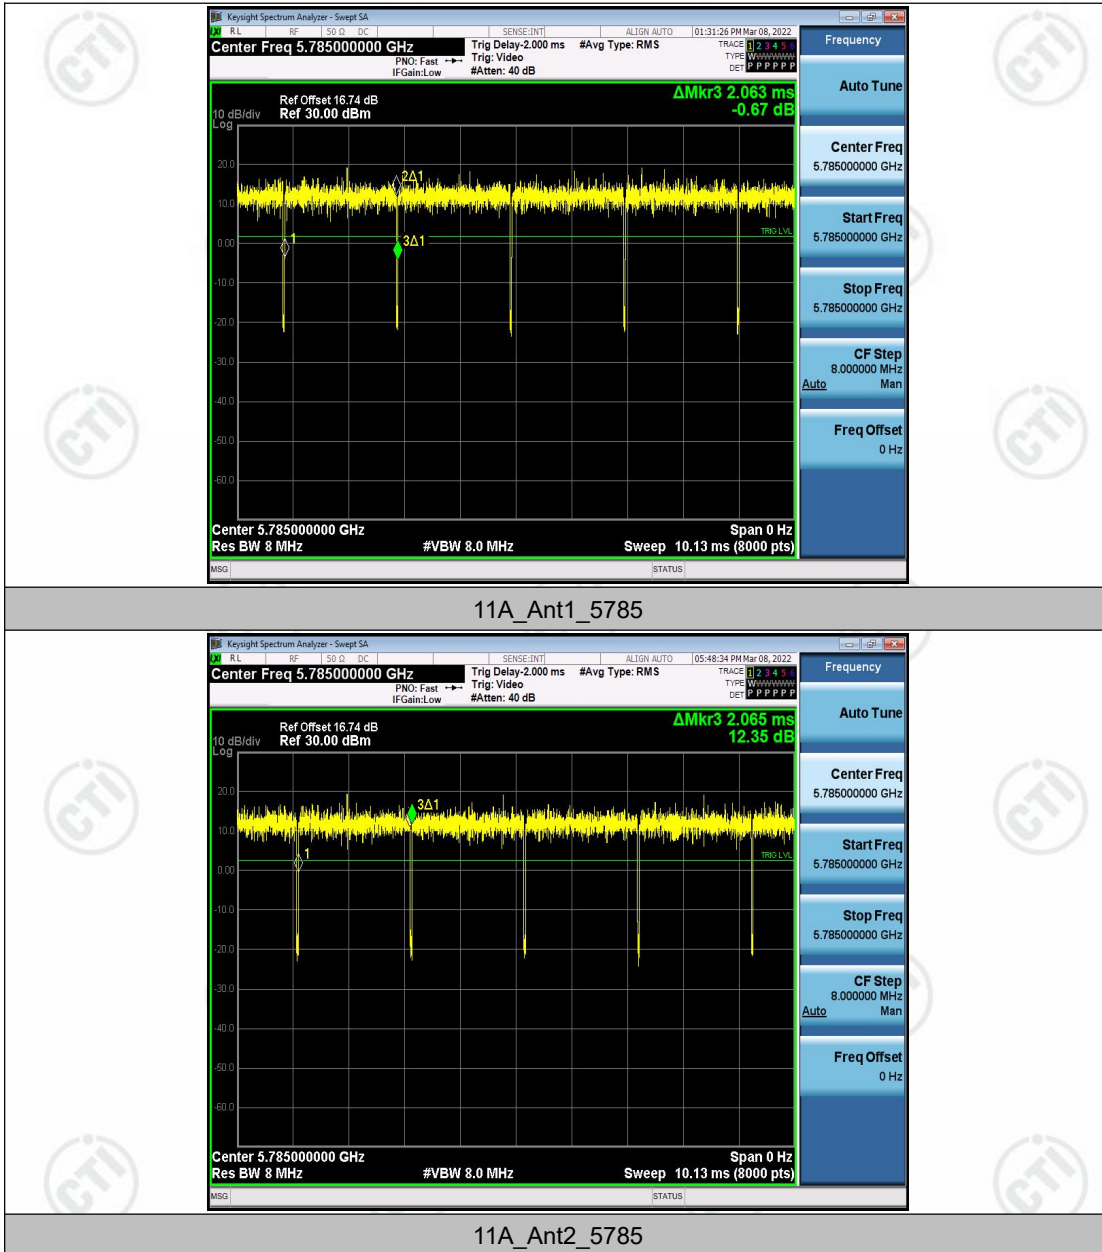 Keysight Spectrum Analyzer - Swept SA
LXI RL RF 50 Ω DC SENSE:INT ALIGN AUTO 01:31:26 PM Mar 08, 2022
Center Freq 5.785000000 GHz
PNO: Fast
IFGain:Low
Trig Delay-2.000 ms
Trig: Video
#Atten: 40 dB
#Avg Type: RMS
TRACE 1 2 3 4 5 6
TYPE WWWWWW
DET P P P P P P
Frequency
Auto Tune
ΔMkr3 2.063 ms
-0.67 dB
Ref Offset 16.74 dB
10 dB/div Ref 30.00 dBm
Log
20.0
10.0
0.00
-10.0
-20.0
-30.0
-40.0
-50.0
-60.0
2Δ1
1
3Δ1
TRIG LVL
Center Freq
5.785000000 GHz
Start Freq
5.785000000 GHz
Stop Freq
5.785000000 GHz
CF Step
8.000000 MHz
Auto Man
Freq Offset
0 Hz
Center 5.785000000 GHz Span 0 Hz
Res BW 8 MHz #VBW 8.0 MHz Sweep 10.13 ms (8000 pts)
MSG STATUS
11A_Ant1_5785
Keysight Spectrum Analyzer - Swept SA
LXI RL RF 50 Ω DC SENSE:INT ALIGN AUTO 05:48:34 PM Mar 08, 2022
Center Freq 5.785000000 GHz
PNO: Fast
IFGain:Low
Trig Delay-2.000 ms
Trig: Video
#Atten: 40 dB
#Avg Type: RMS
TRACE 1 2 3 4 5 6
TYPE WWWWWW
DET P P P P P P
Frequency
Auto Tune
ΔMkr3 2.065 ms
12.35 dB
Ref Offset 16.74 dB
10 dB/div Ref 30.00 dBm
Log
20.0
10.0
0.00
-10.0
-20.0
-30.0
-40.0
-50.0
-60.0
3Δ1
1
TRIG LVL
Center Freq
5.785000000 GHz
Start Freq
5.785000000 GHz
Stop Freq
5.785000000 GHz
CF Step
8.000000 MHz
Auto Man
Freq Offset
0 Hz
Center 5.785000000 GHz Span 0 Hz
Res BW 8 MHz #VBW 8.0 MHz Sweep 10.13 ms (8000 pts)
MSG STATUS
11A_Ant2_5785
CTI
CTI
CTI
CTI
CTI
CTI
CTI
CTI